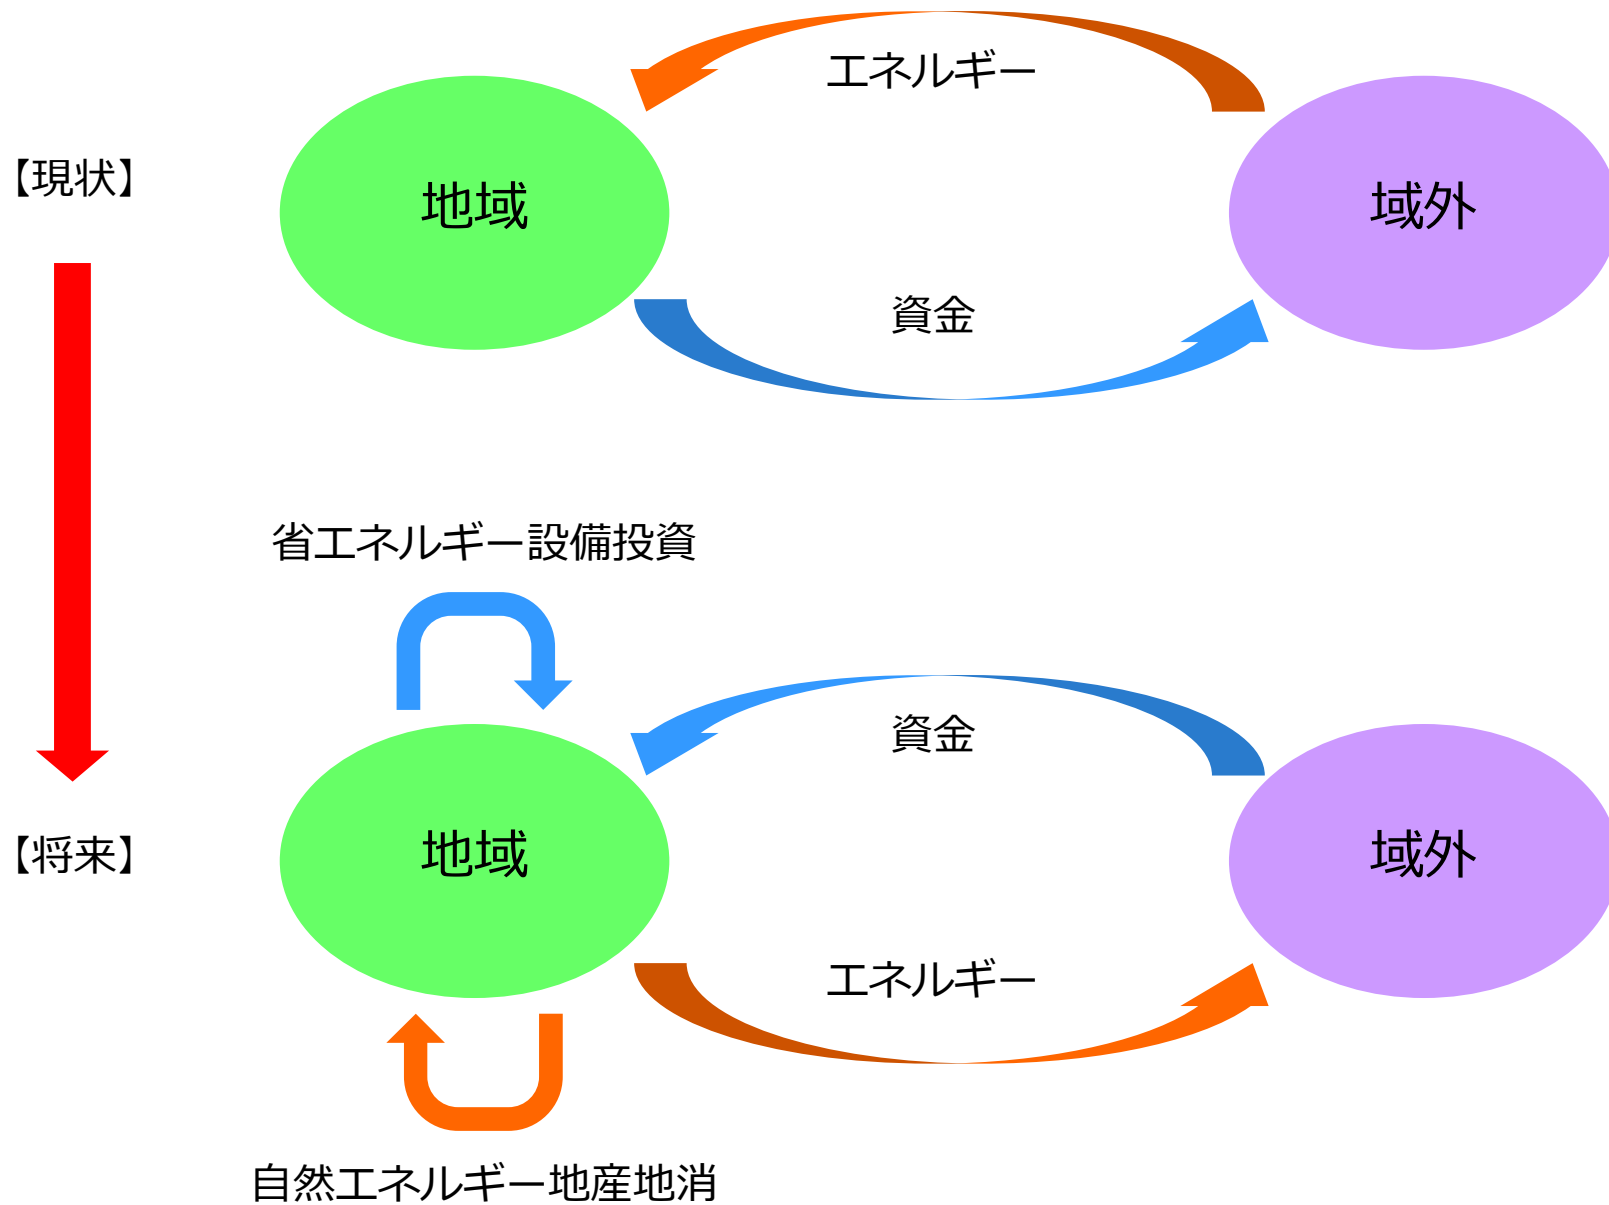 エネルギー
【現状】
地域
域外
資金
省エネルギー設備投資
資金
【将来】
地域
域外
エネルギー
自然エネルギー地産地消